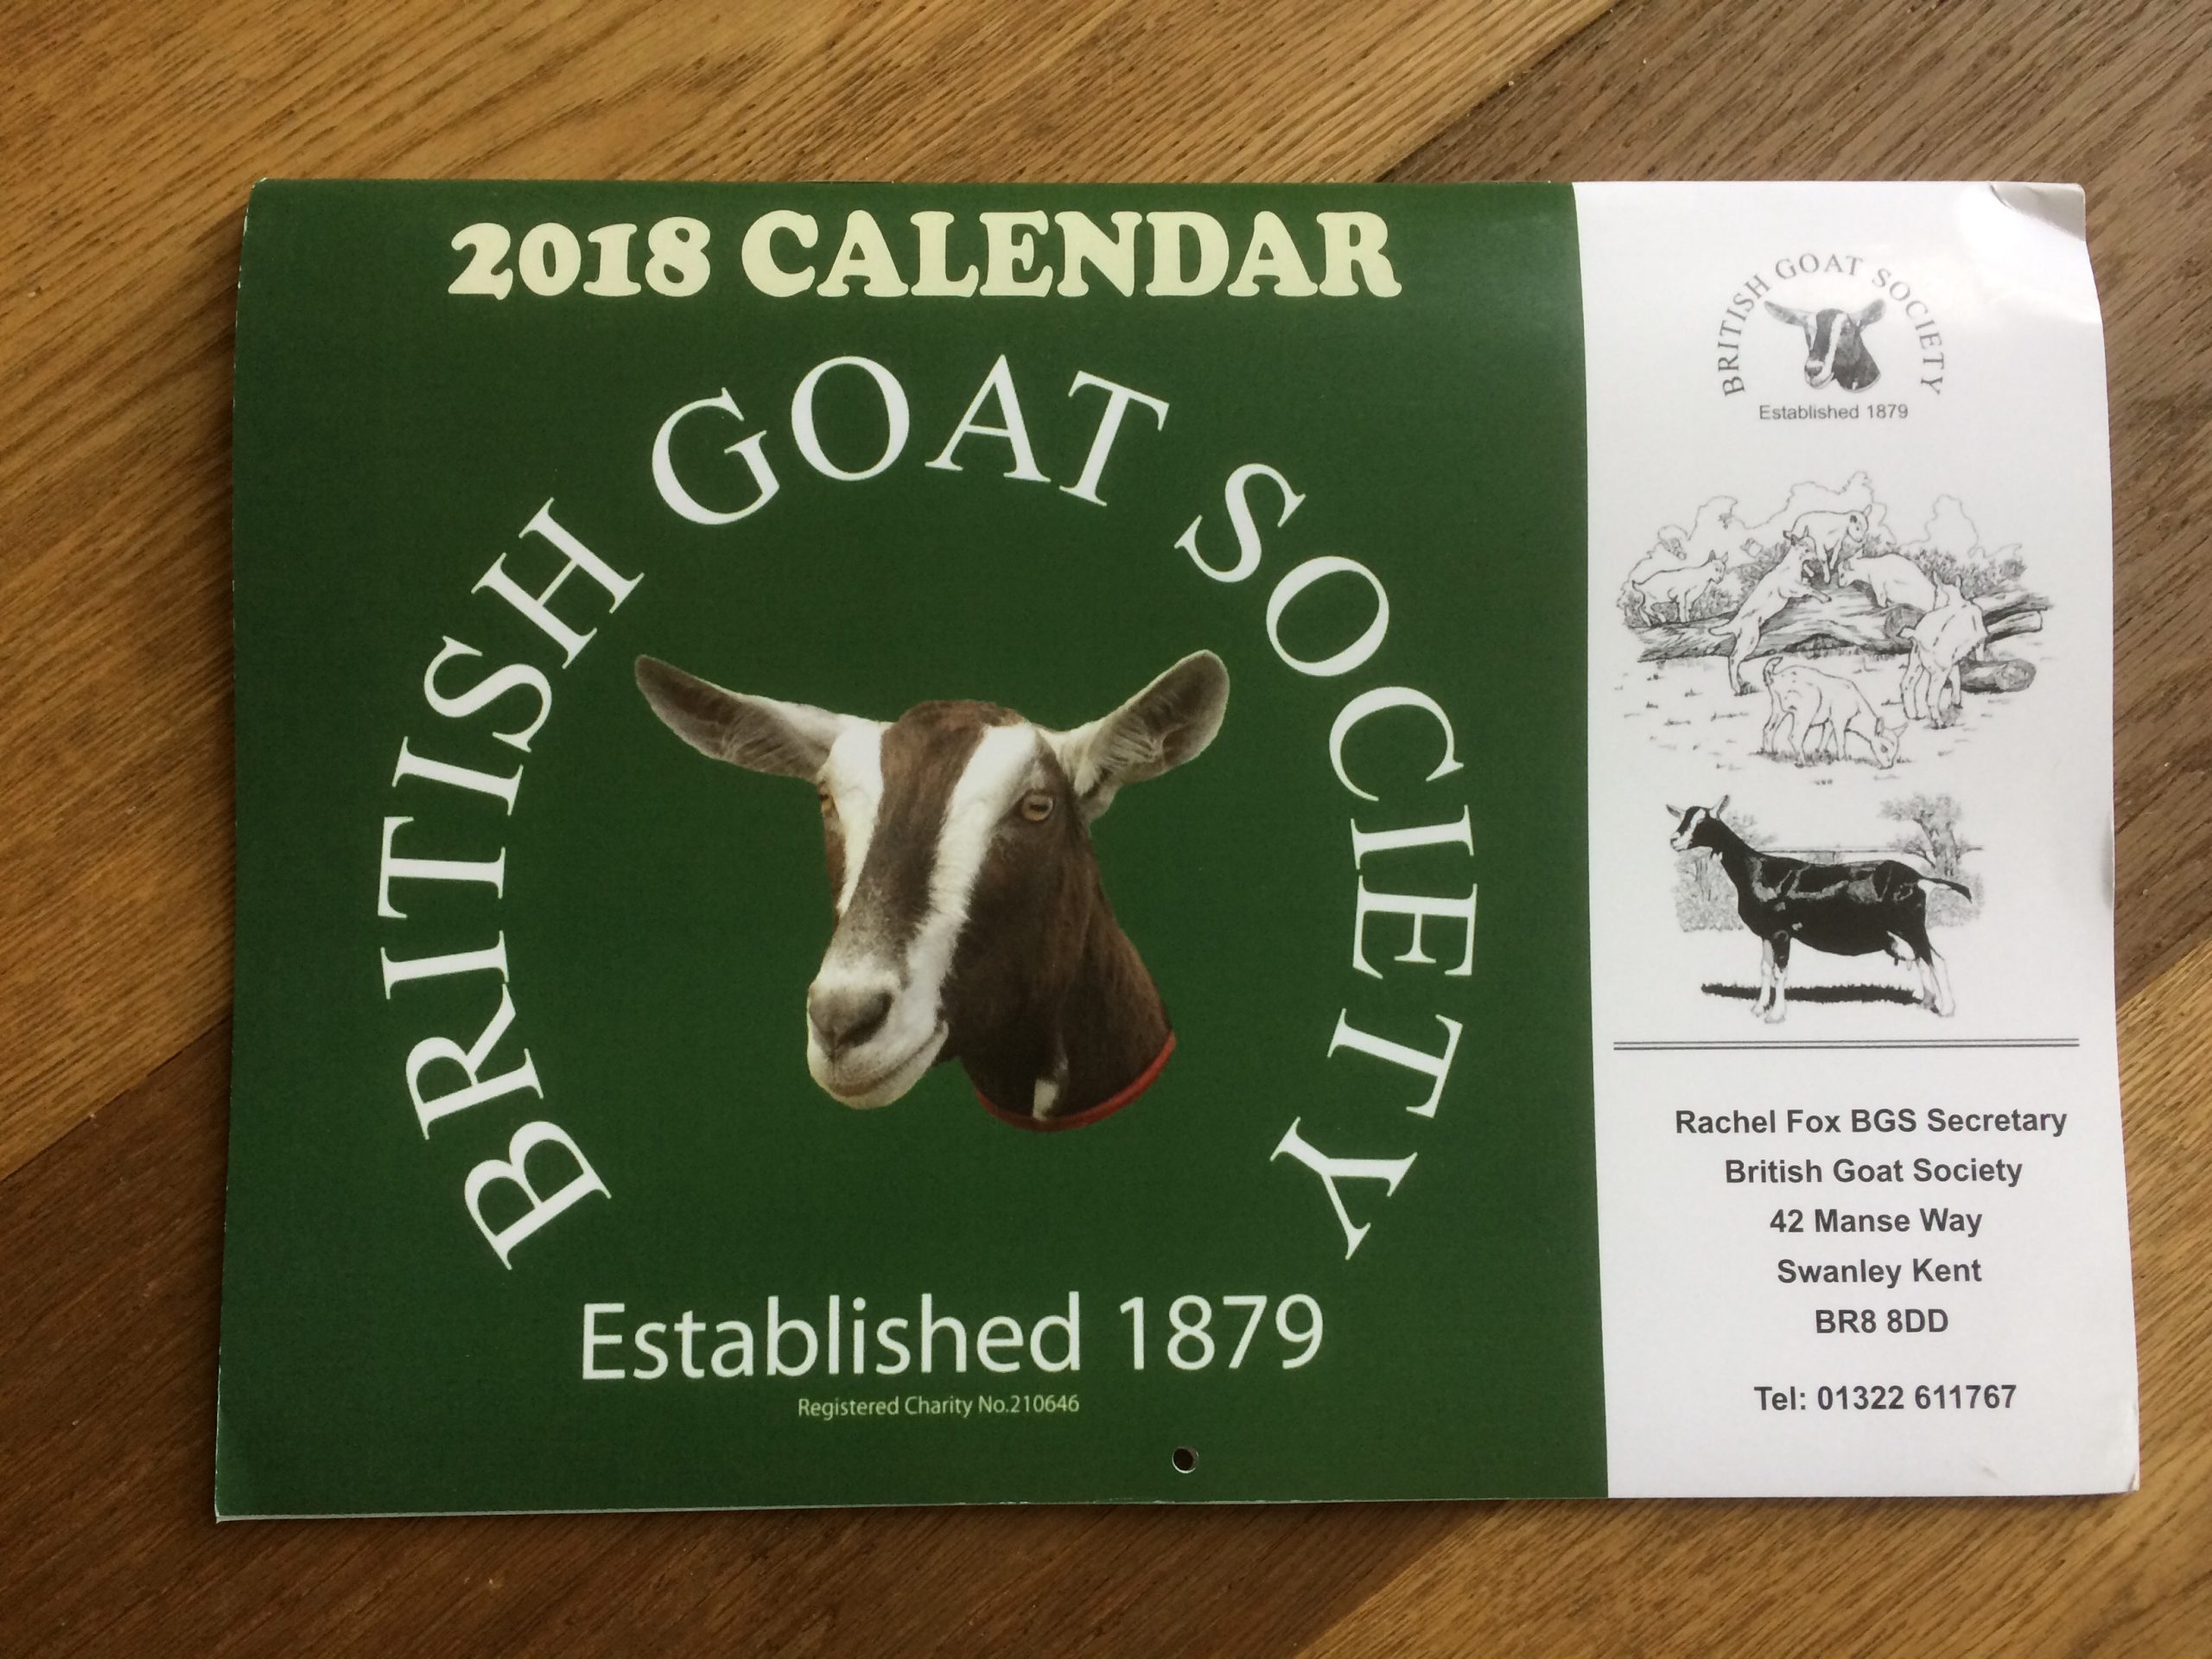 2018 CALENDAR
BRITISH GOAT SOCIETY
Established 1879
Registered Charity No.210646
BRITISH GOAT SOCIETY
Established 1879
Rachel Fox BGS Secretary
British Goat Society
42 Manse Way
Swanley Kent
BR8 8DD
Tel: 01322 611767